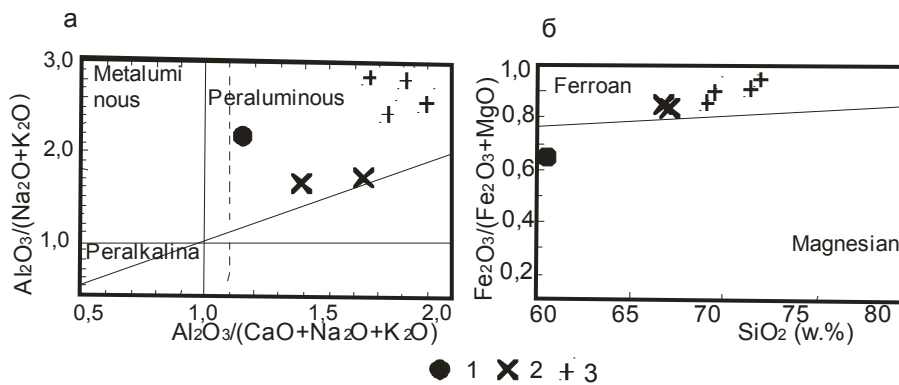 а
3,0
2,0
1,0
Al₂O₃/(Na₂O+K₂O)
Metalumi
nous
Peraluminous
Peralkalina
0,5
1,0
1,5
2,0
Al₂O₃/(CaO+Na₂O+K₂O)
б
1,0
0,8
0,6
0,4
0,2
Fe₂O₃/(Fe₂O₃+MgO)
Ferroan
Magnesian
60
65
70
75
80
SiO₂ (w.%)
1 2 3